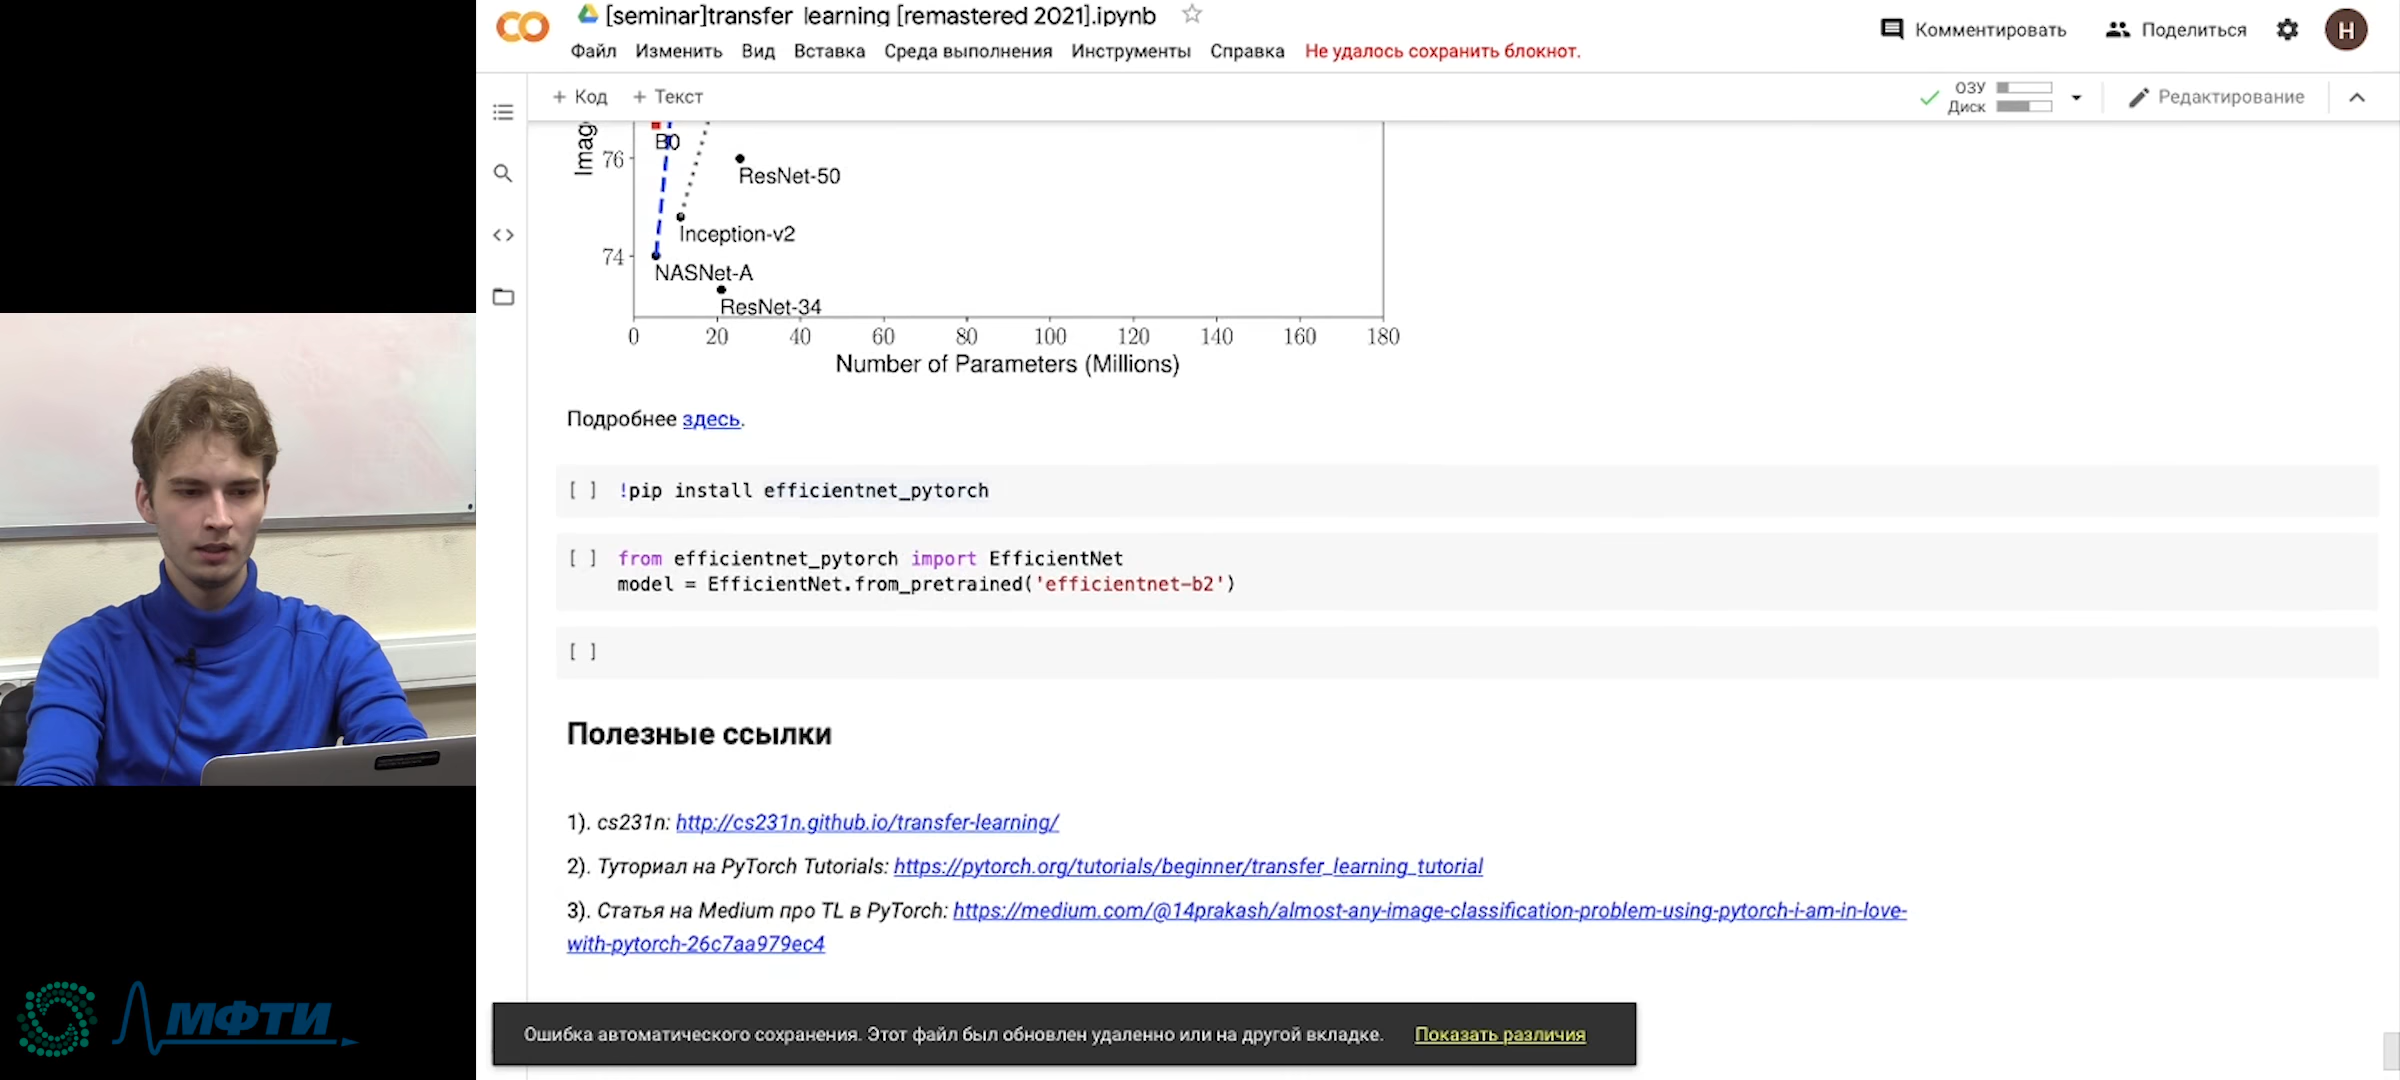 [seminar]transfer learning [remastered 2021].ipynb
Комментировать
Поделиться
Н
Файл Изменить Вид Вставка Среда выполнения Инструменты Справка Не удалось сохранить блокнот.
+ Код + Текст
ОЗУ
Диск
Редактирование
B0
Imag
76
ResNet-50
Inception-v2
74
NASNet-A
ResNet-34
0 20 40 60 80 100 120 140 160 180
Number of Parameters (Millions)
Подробнее здесь.
[ ] !pip install efficientnet_pytorch
[ ] from efficientnet_pytorch import EfficientNet
model = EfficientNet.from_pretrained('efficientnet-b2')
[ ]
Полезные ссылки
1). cs231n: http://cs231n.github.io/transfer-learning/
2). Туториал на PyTorch Tutorials: https://pytorch.org/tutorials/beginner/transfer_learning_tutorial
3). Статья на Medium про TL в PyTorch: https://medium.com/@14prakash/almost-any-image-classification-problem-using-pytorch-i-am-in-love-
with-pytorch-26c7aa979ec4
МФТИ
Ошибка автоматического сохранения. Этот файл был обновлен удаленно или на другой вкладке. Показать различия